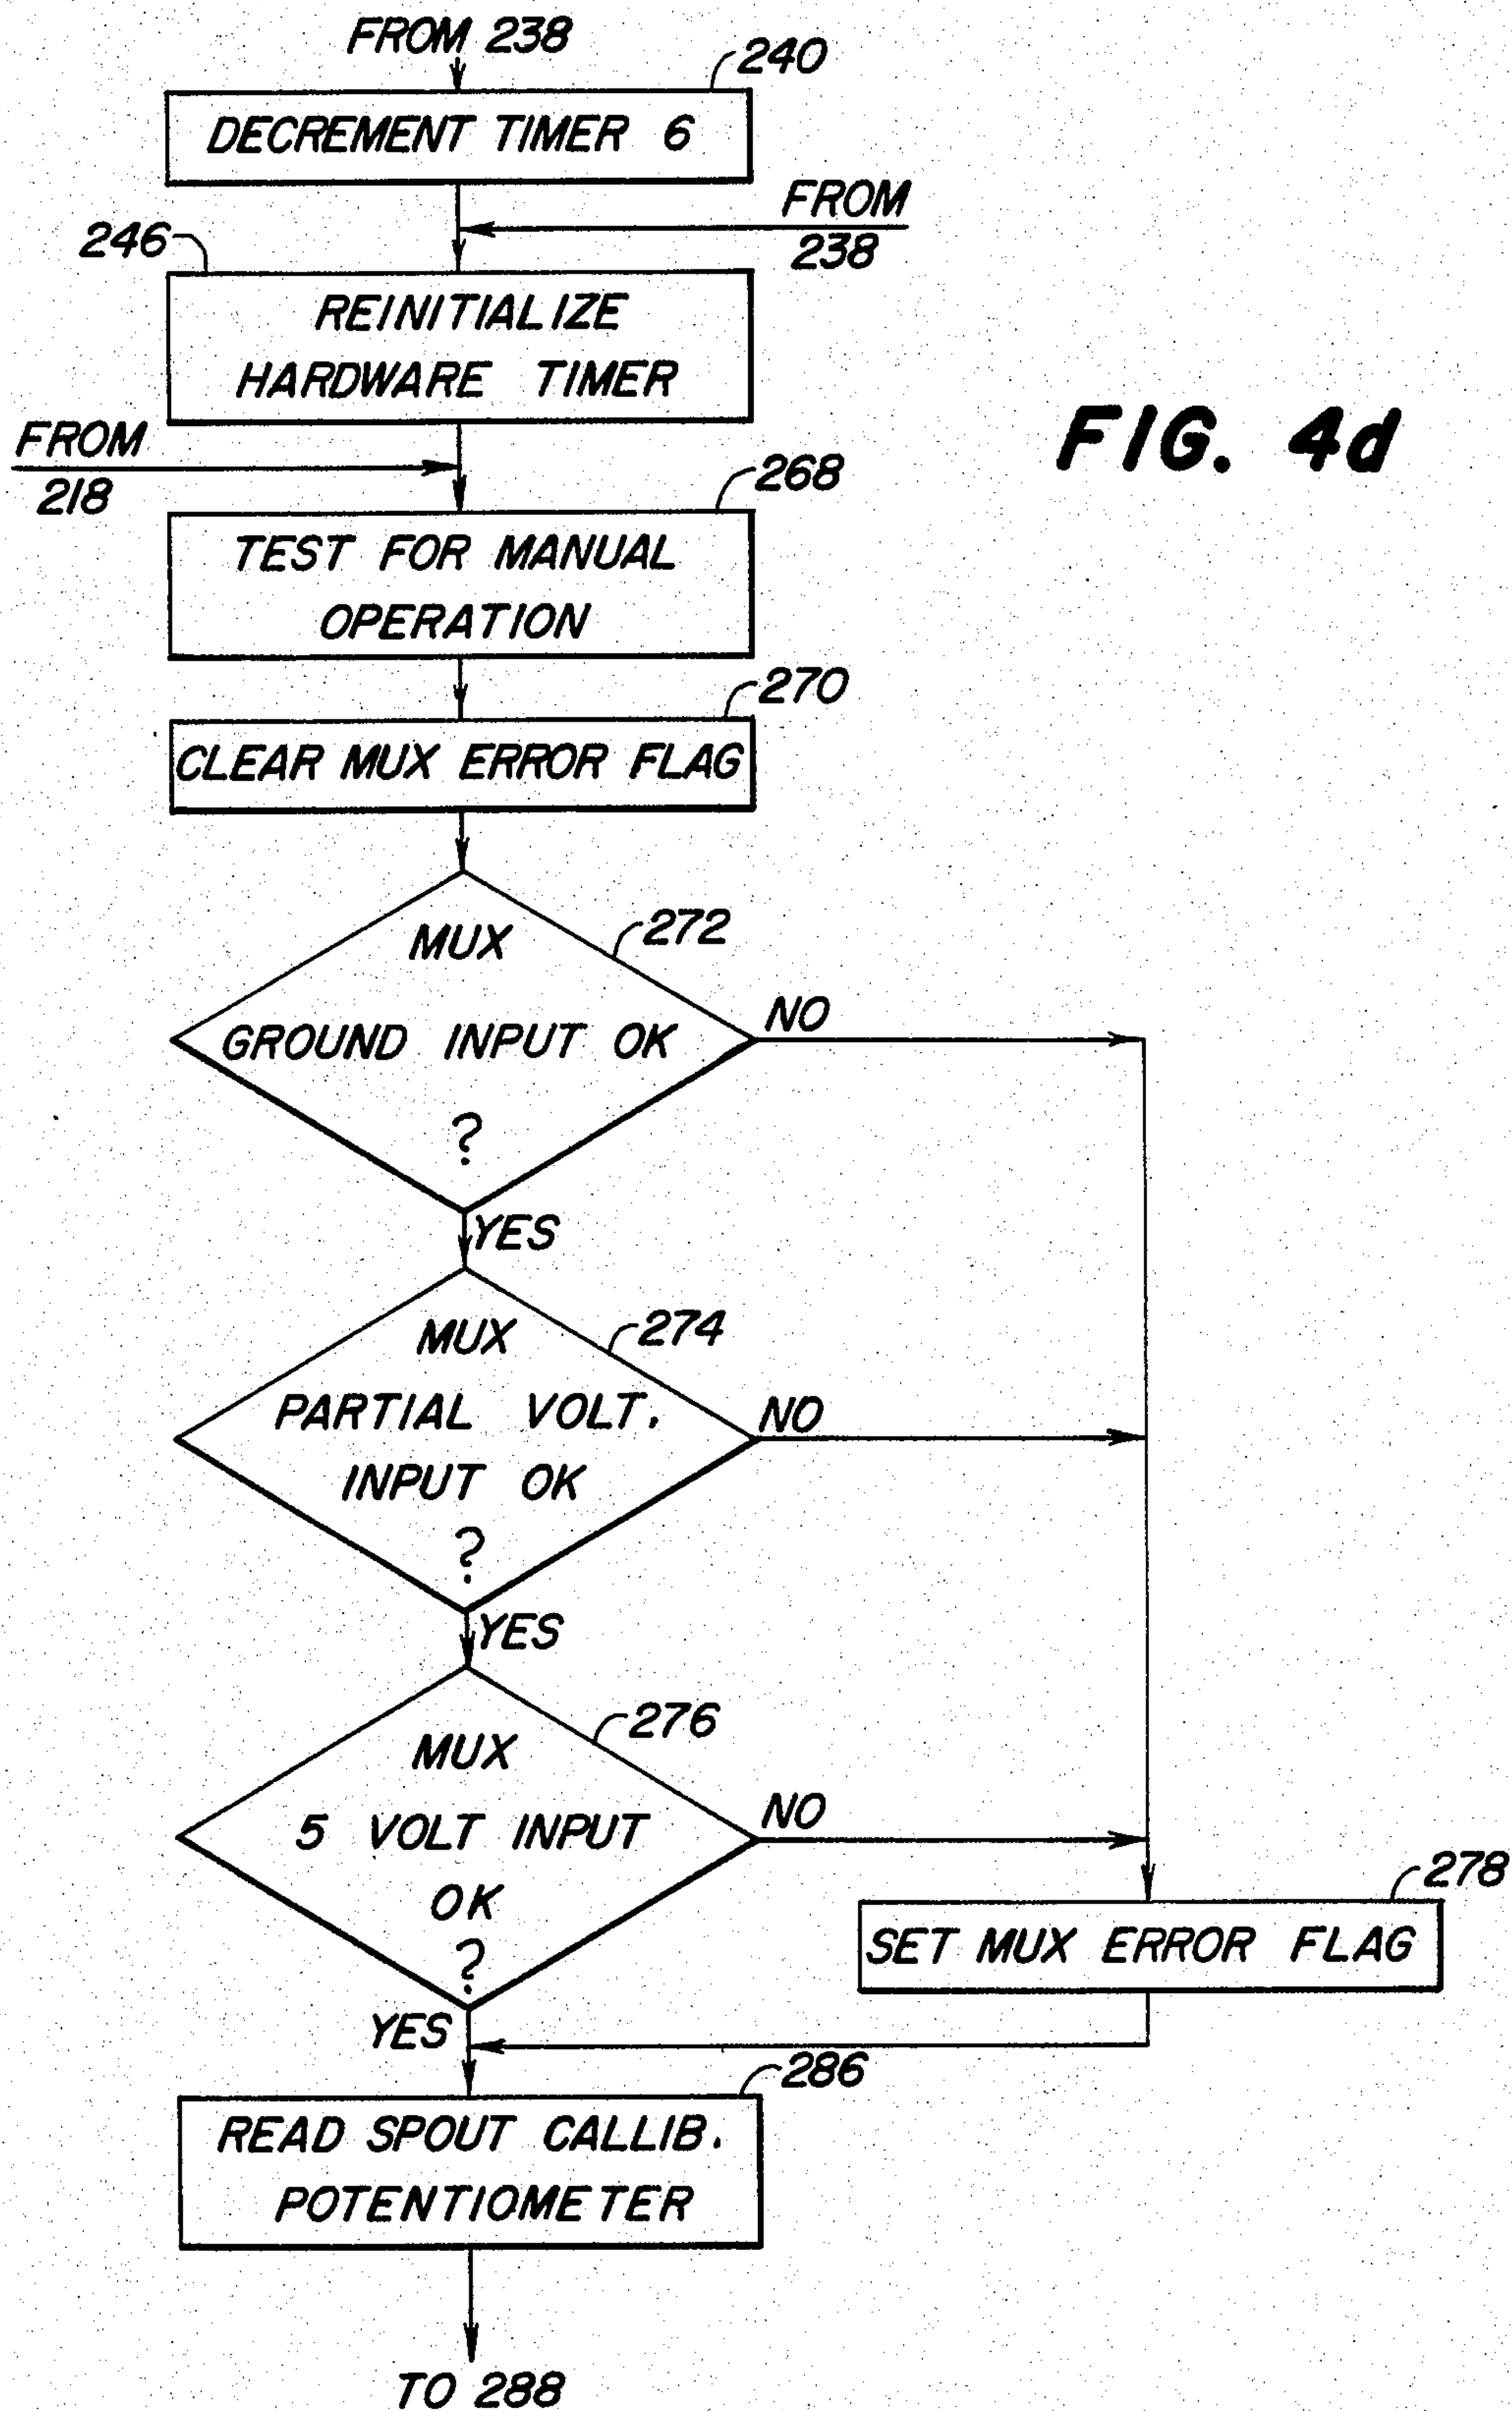 FROM 238
240
DECREMENT TIMER 6
FROM
238
246
REINITIALIZE
HARDWARE TIMER
FIG. 4d
FROM
218
268
TEST FOR MANUAL
OPERATION
270
CLEAR MUX ERROR FLAG
272
MUX
GROUND INPUT OK
?
NO
YES
274
MUX
PARTIAL VOLT.
INPUT OK
?
NO
YES
276
MUX
5 VOLT INPUT
OK
?
NO
YES
278
SET MUX ERROR FLAG
286
READ SPOUT CALLIB.
POTENTIOMETER
TO 288